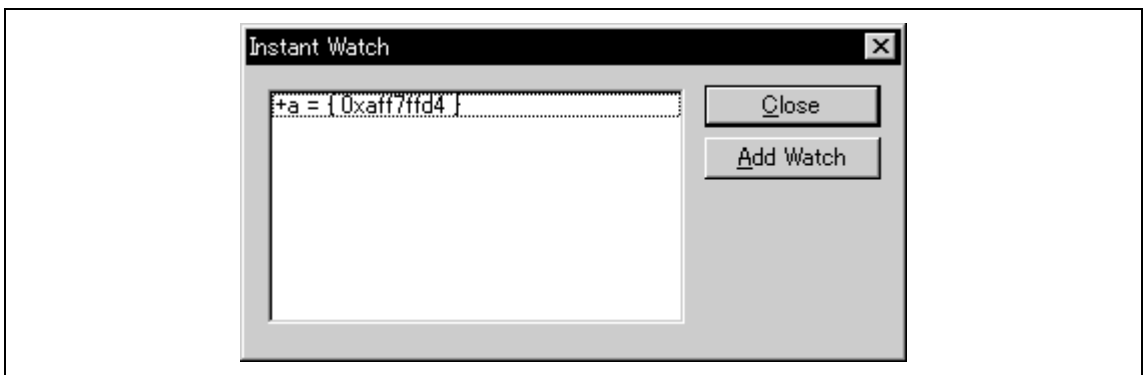 Instant Watch
+a = { 0xaff7ffd4 }
Close
Add Watch